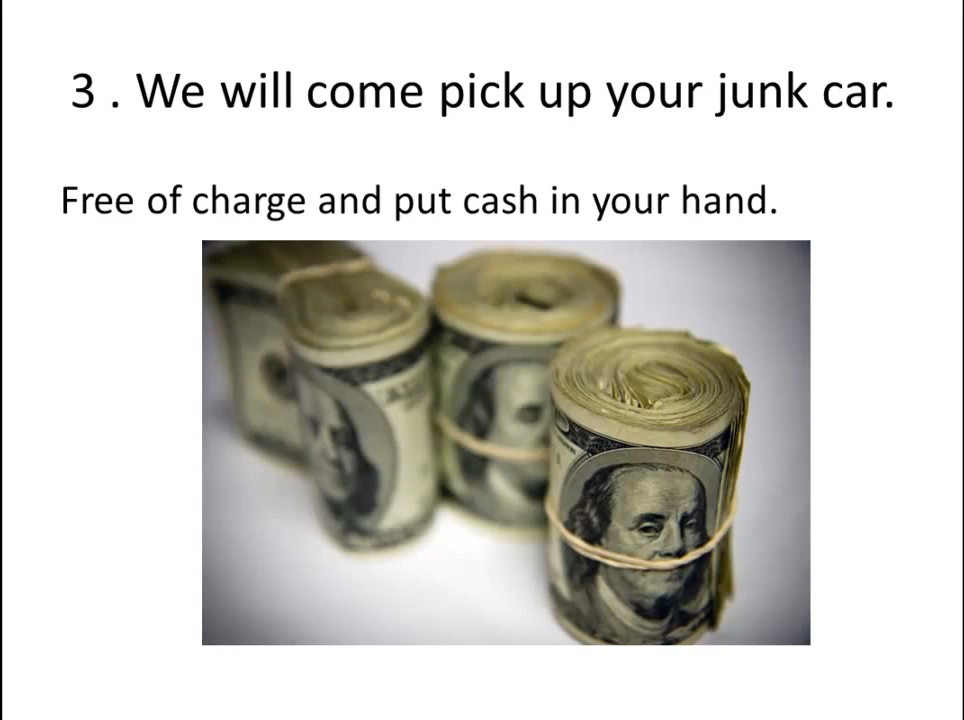 3 . We will come pick up your junk car.
Free of charge and put cash in your hand.